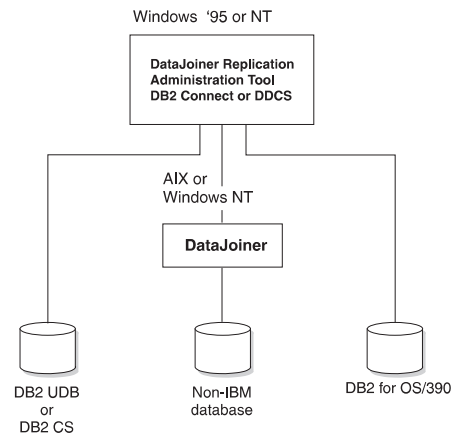 Windows '95 or NT
DataJoiner Replication
Administration Tool
DB2 Connect or DDCS
AIX or
Windows NT
DataJoiner
DB2 UDB
or
DB2 CS
Non-IBM
database
DB2 for OS/390